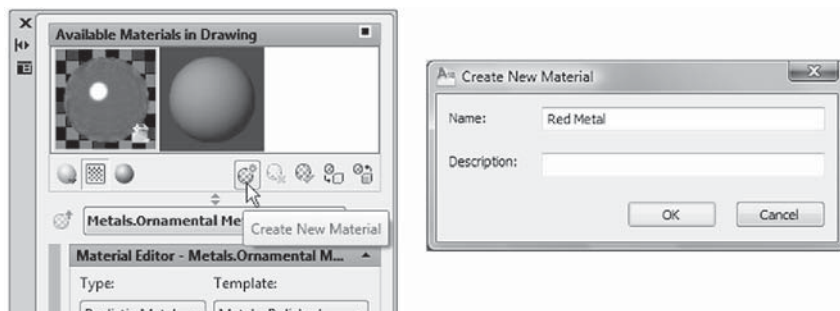 Available Materials in Drawing
Metals.Ornamental Me
Create New Material
Material Editor - Metals.Ornamental M...
Type:
Template:
Create New Material
Name:
Red Metal
Description:
OK
Cancel